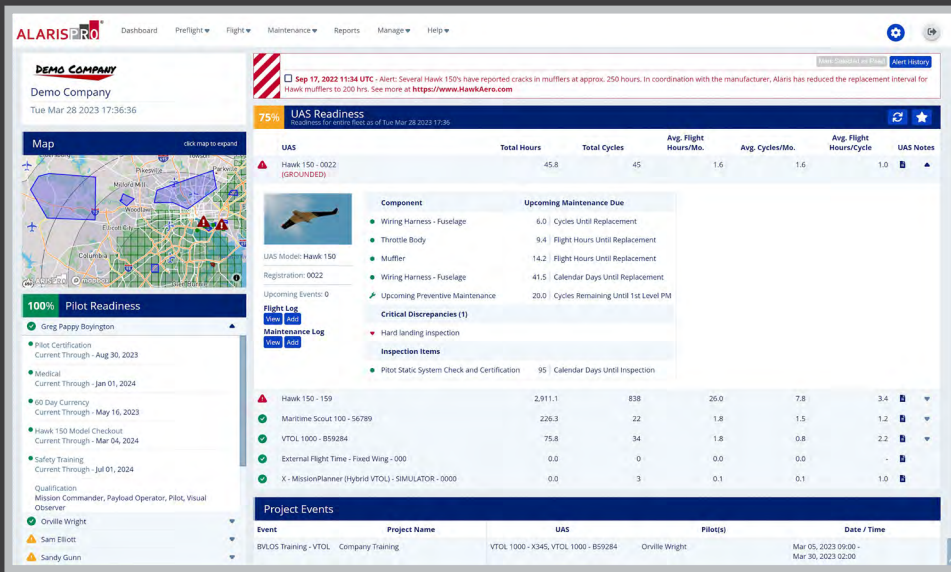 ALARISPRO
Dashboard Preflight Flight Maintenance Reports Manage Help
DEMO COMPANY
Demo Company
Tue Mar 28 2023 17:36:36
Map click map to expand
Towson
Pikesville
Parkville
Milford Mill
Woodlawn
Ellicott City
Columbia
100% Pilot Readiness
Greg Pappy Boyington
Pilot Certification
Current Through - Aug 30, 2023
Medical
Current Through - Jan 01, 2024
60 Day Currency
Current Through - May 16, 2023
Hawk 150 Model Checkout
Current Through - Mar 04, 2024
Safety Training
Current Through - Jul 01, 2024
Qualification
Mission Commander, Payload Operator, Pilot, Visual
Observer
Orville Wright
Sam Elliott
Sandy Gunn
Alert History
Sep 17, 2022 11:34 UTC - Alert: Several Hawk 150's have reported cracks in mufflers at approx. 250 hours. In coordination with the manufacturer, Alaris has reduced the replacement interval for
Hawk mufflers to 200 hrs. See more at https://www.HawkAero.com
75% UAS Readiness
Readiness for entire fleet as of Tue Mar 28 2023 17:36
UAS Total Hours Total Cycles Avg. Flight Hours/Mo. Avg. Cycles/Mo. Avg. Flight Hours/Cycle UAS Notes
Hawk 150 - 0022 45.8 45 1.6 1.6 1.0
(GROUNDED)
UAS Model: Hawk 150
Registration: 0022
Upcoming Events: 0
Flight Log
View Add
Maintenance Log
View Add
Component Upcoming Maintenance Due
Wiring Harness - Fuselage 6.0 Cycles Until Replacement
Throttle Body 9.4 Flight Hours Until Replacement
Muffler 14.2 Flight Hours Until Replacement
Wiring Harness - Fuselage 41.5 Calendar Days Until Replacement
Upcoming Preventive Maintenance 20.0 Cycles Remaining Until 1st Level PM
Critical Discrepancies (1)
Hard landing inspection
Inspection Items
Pitot Static System Check and Certification 95 Calendar Days Until Inspection
Hawk 150 - 159 2,911.1 838 26.0 7.8 3.4
Maritime Scout 100 - 56789 226.3 22 1.8 1.5 1.2
VTOL 1000 - B59284 75.8 34 1.8 0.8 2.2
External Flight Time - Fixed Wing - 000 0.0 0 0.0 0.0 -
X - MissionPlanner (Hybrid VTOL) - SIMULATOR - 0000 0.0 3 0.1 0.1 1.0
Project Events
Event Project Name UAS Pilot(s) Date / Time
BVLOS Training - VTOL Company Training VTOL 1000 - X345, VTOL 1000 - B59284 Orville Wright Mar 05, 2023 09:00 -
Mar 30, 2023 02:00